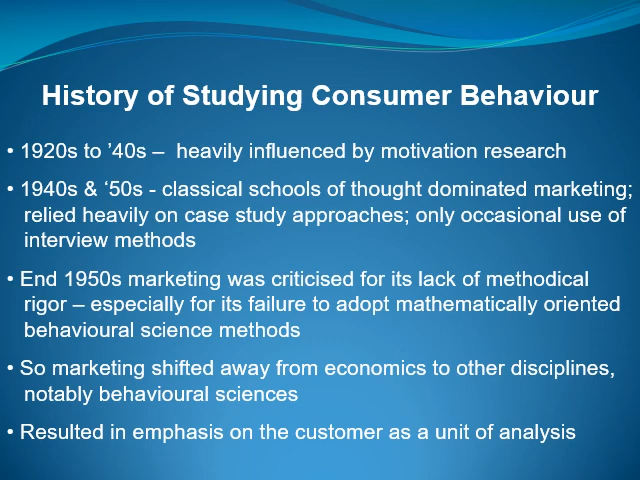 History of Studying Consumer Behaviour
• 1920s to ’40s –  heavily influenced by motivation research
• 1940s & ‘50s - classical schools of thought dominated marketing;
relied heavily on case study approaches; only occasional use of
interview methods
• End 1950s marketing was criticised for its lack of methodical
rigor – especially for its failure to adopt mathematically oriented
behavioural science methods
• So marketing shifted away from economics to other disciplines,
notably behavioural sciences
• Resulted in emphasis on the customer as a unit of analysis